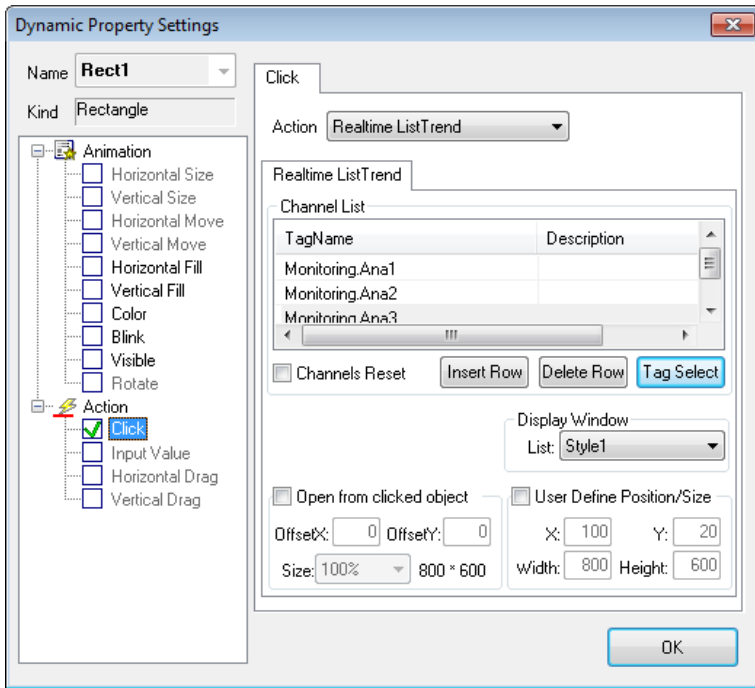 Dynamic Property Settings
Name Rect1
Kind Rectangle
Animation
Horizontal Size
Vertical Size
Horizontal Move
Vertical Move
Horizontal Fill
Vertical Fill
Color
Blink
Visible
Rotate
Action
Click
Input Value
Horizontal Drag
Vertical Drag
Click
Action Realtime ListTrend
Realtime ListTrend
Channel List
TagName Description
Monitoring.Ana1
Monitoring.Ana2
Monitoring.Ana3
Channels Reset Insert Row Delete Row Tag Select
Display Window
List: Style1
Open from clicked object
OffsetX: 0 OffsetY: 0
Size: 100% 800 * 600
User Define Position/Size
X: 100 Y: 20
Width: 800 Height: 600
OK